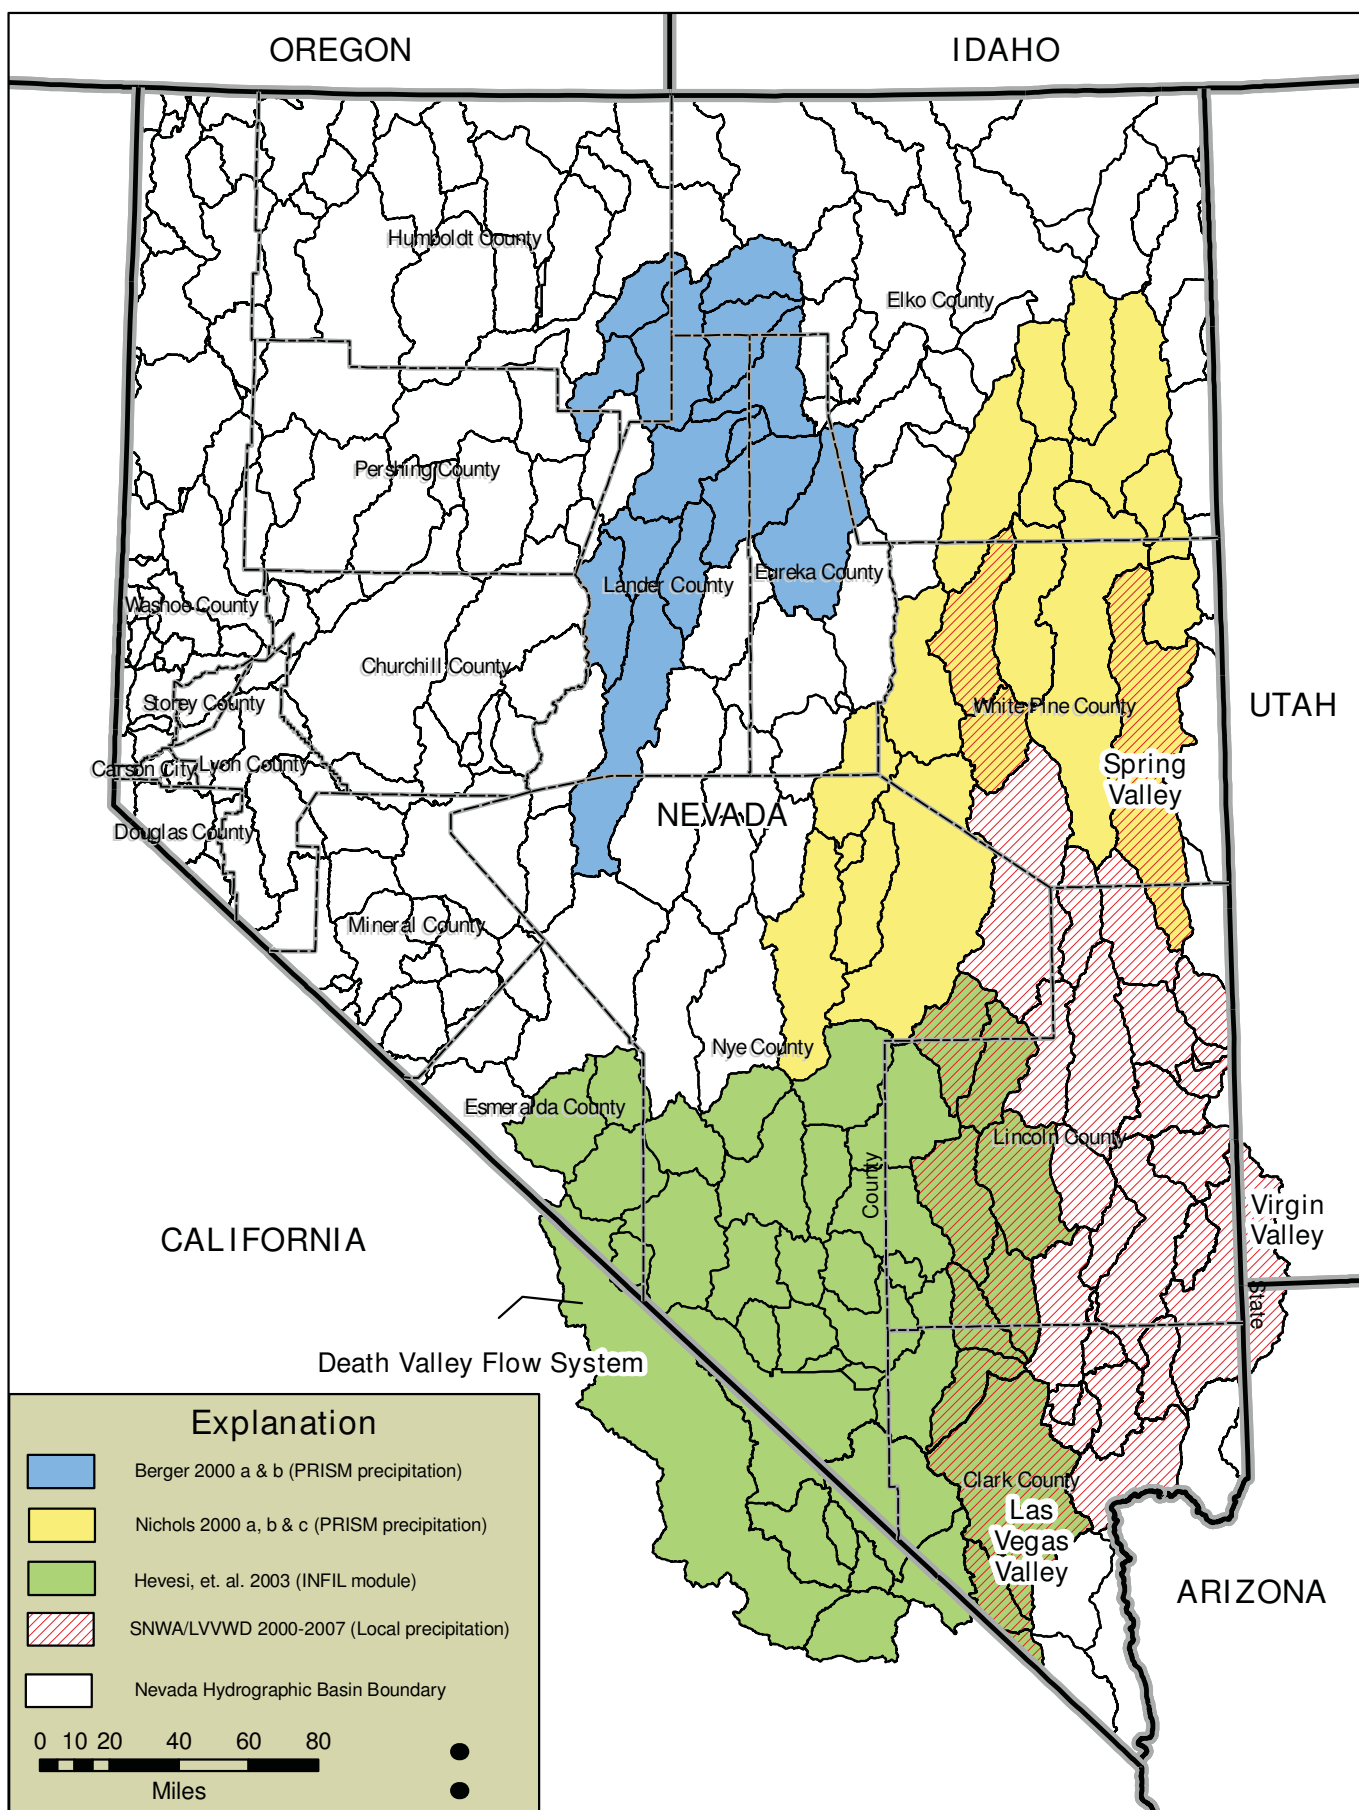 OREGON
IDAHO
Humboldt County
Elko County
Pershing County
Eureka County
Lander County
Washoe County
Churchill County
Storey County
White Pine County
UTAH
Carson City
Lyon County
Spring
Valley
NEVADA
Douglas County
Mineral County
Nye County
Esmeralda County
Lincoln County
County
CALIFORNIA
Virgin
Valley
State
Death Valley Flow System
Explanation
Berger 2000 a & b (PRISM precipitation)
Nichols 2000 a, b & c (PRISM precipitation)
Hevesi, et. al. 2003 (INFIL module)
SNWA/LVVWD 2000-2007 (Local precipitation)
Nevada Hydrographic Basin Boundary
0 10 20 40 60 80
Miles
Clark County
Las
Vegas
Valley
ARIZONA